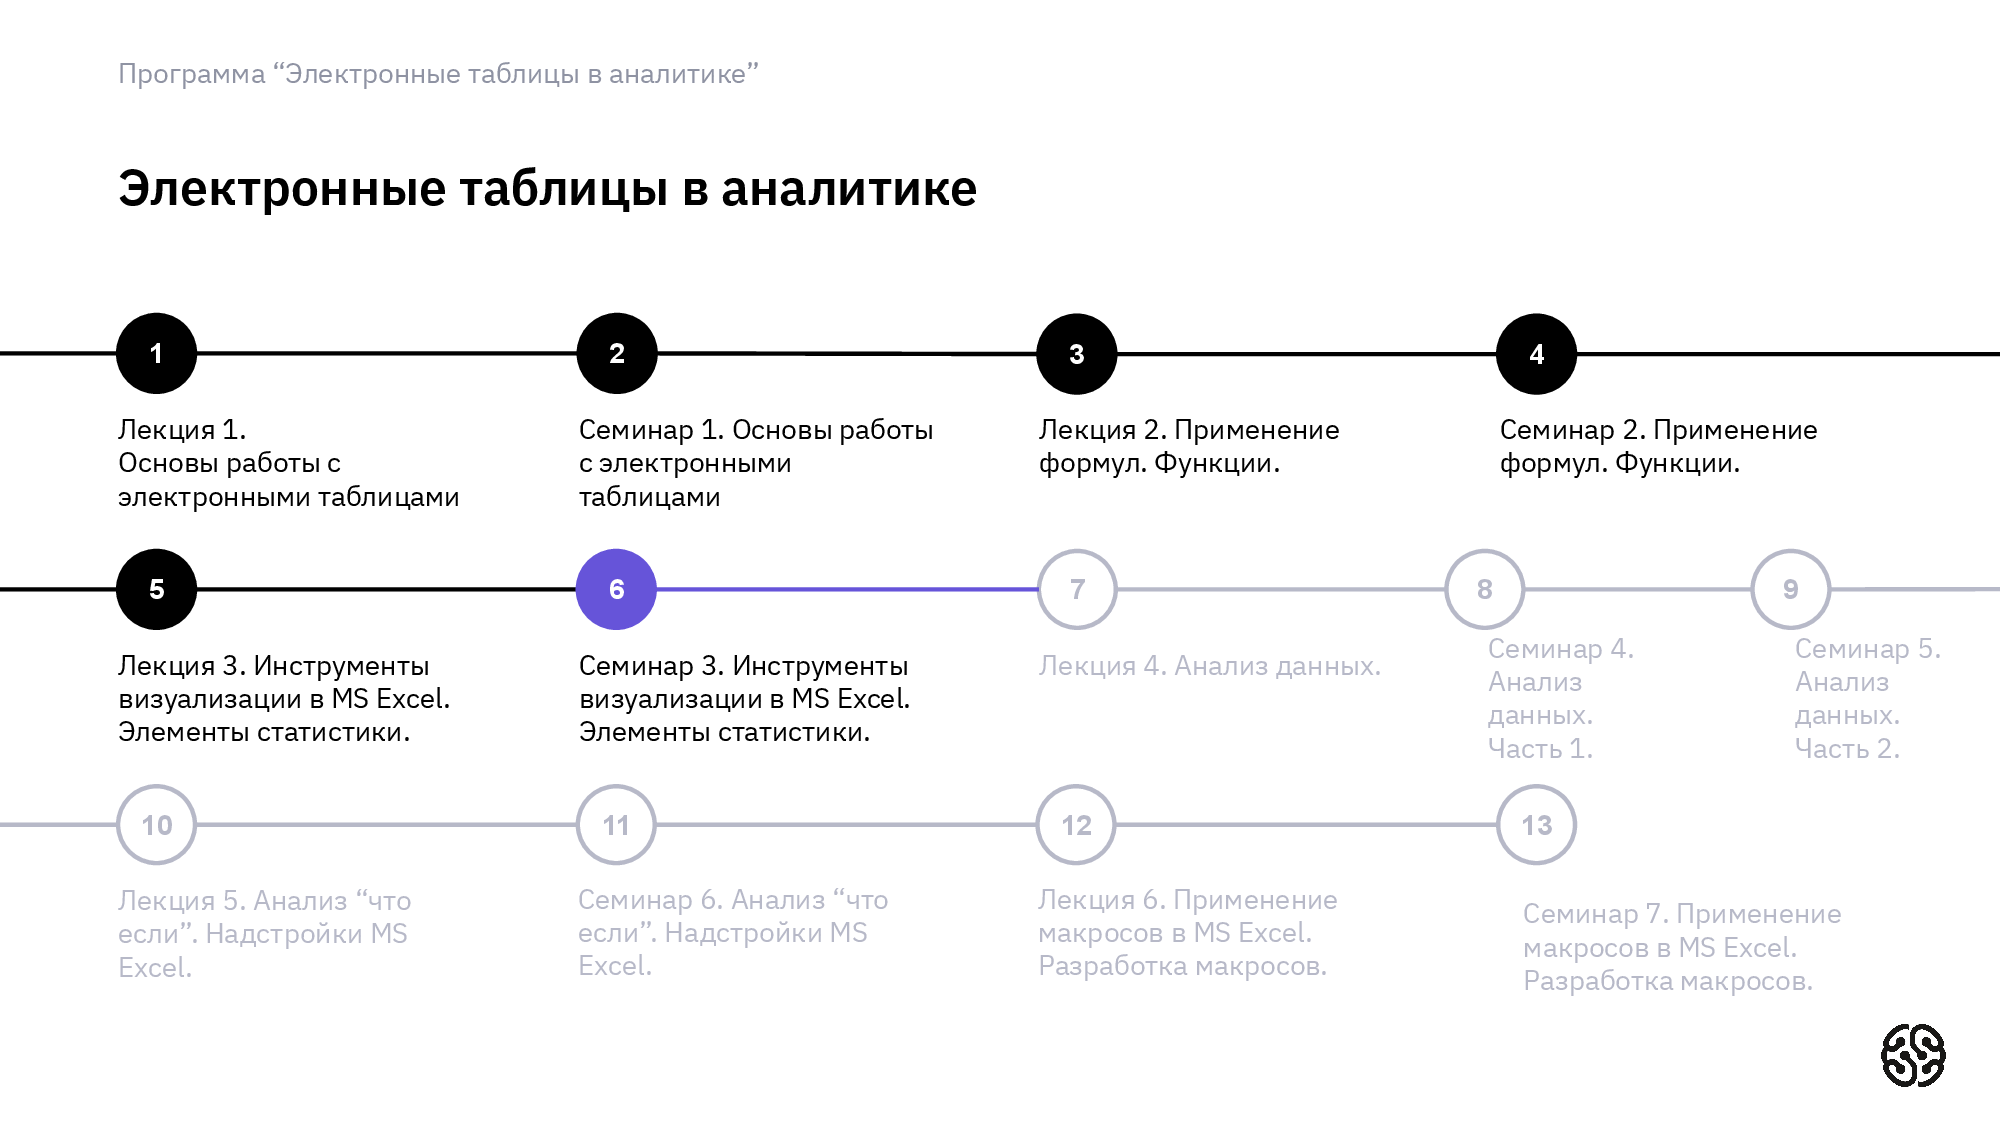 Программа “Электронные таблицы в аналитике”
Электронные таблицы в аналитике
1
2
3
4
Лекция 1.
Основы работы с
электронными таблицами
Семинар 1. Основы работы
с электронными
таблицами
Лекция 2. Применение
формул. Функции.
Семинар 2. Применение
формул. Функции.
5
6
7
8
9
Лекция 3. Инструменты
визуализации в MS Excel.
Элементы статистики.
Семинар 3. Инструменты
визуализации в MS Excel.
Элементы статистики.
Лекция 4. Анализ данных.
Семинар 4.
Анализ
данных.
Часть 1.
Семинар 5.
Анализ
данных.
Часть 2.
10
11
12
13
Лекция 5. Анализ “что
если”. Надстройки MS
Excel.
Семинар 6. Анализ “что
если”. Надстройки MS
Excel.
Лекция 6. Применение
макросов в MS Excel.
Разработка макросов.
Семинар 7. Применение
макросов в MS Excel.
Разработка макросов.